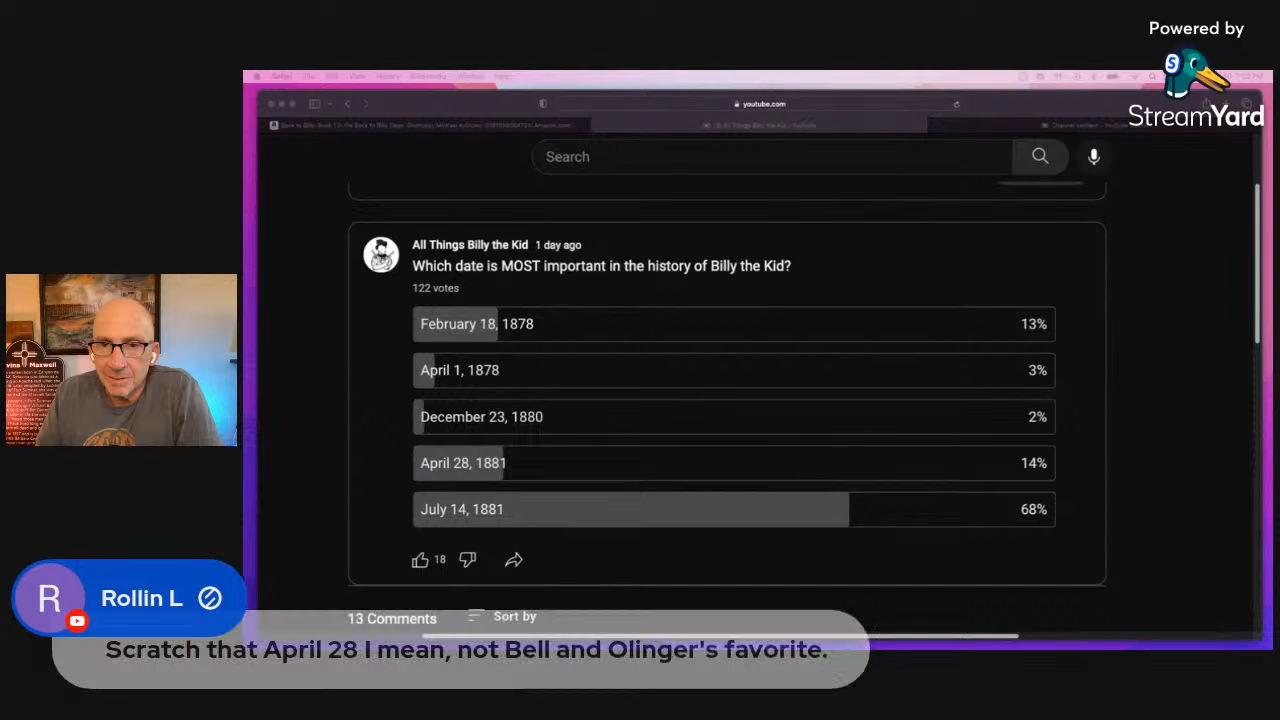 Powered by
StreamYard
youtube.com
Search
All Things Billy the Kid 1 day ago
Which date is MOST important in the history of Billy the Kid?
122 votes
February 18, 1878 13%
April 1, 1878 3%
December 23, 1880 2%
April 28, 1881 14%
July 14, 1881 68%
18
13 Comments Sort by
Maxwell
R Rollin L
Scratch that April 28 I mean, not Bell and Olinger's favorite.